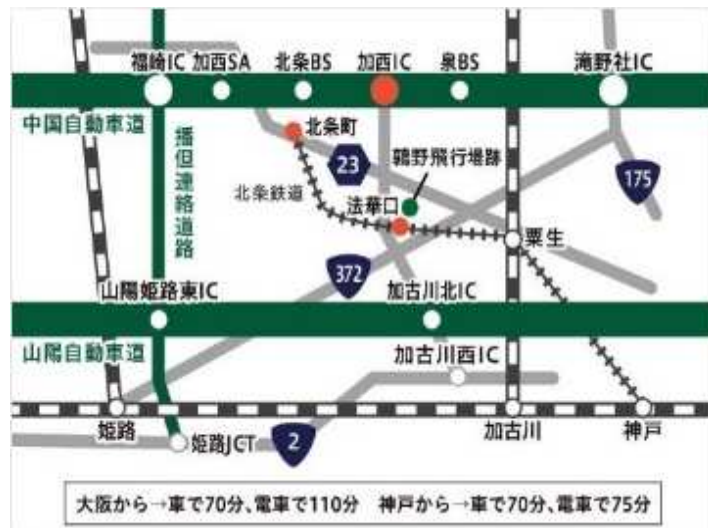 福崎IC 加西SA 北条BS 加西IC 泉BS 滝野社IC
中国自動車道
北条町
播但連絡道路
23
鶉野飛行場跡
175
北条鉄道
法華口
粟生
372
山陽姫路東IC
加古川北IC
山陽自動車道
加古川西IC
姫路
加古川
神戸
姫路JCT
2
大阪から→車で70分、電車で110分 神戸から→車で70分、電車で75分